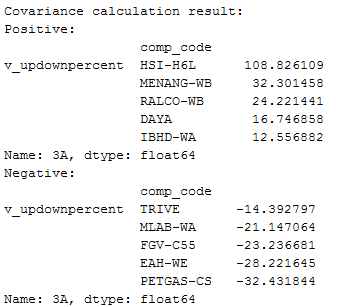 Covariance calculation result:
Positive:
comp_code
v_updownpercent HSI-H6L 108.826109
MENANG-WB 32.301458
RALCO-WB 24.221441
DAYA 16.746858
IBHD-WA 12.556882
Name: 3A, dtype: float64
Negative:
comp_code
v_updownpercent TRIVE -14.392797
MLAB-WA -21.147064
FGV-C55 -23.236681
EAH-WE -28.221645
PETGAS-CS -32.431844
Name: 3A, dtype: float64